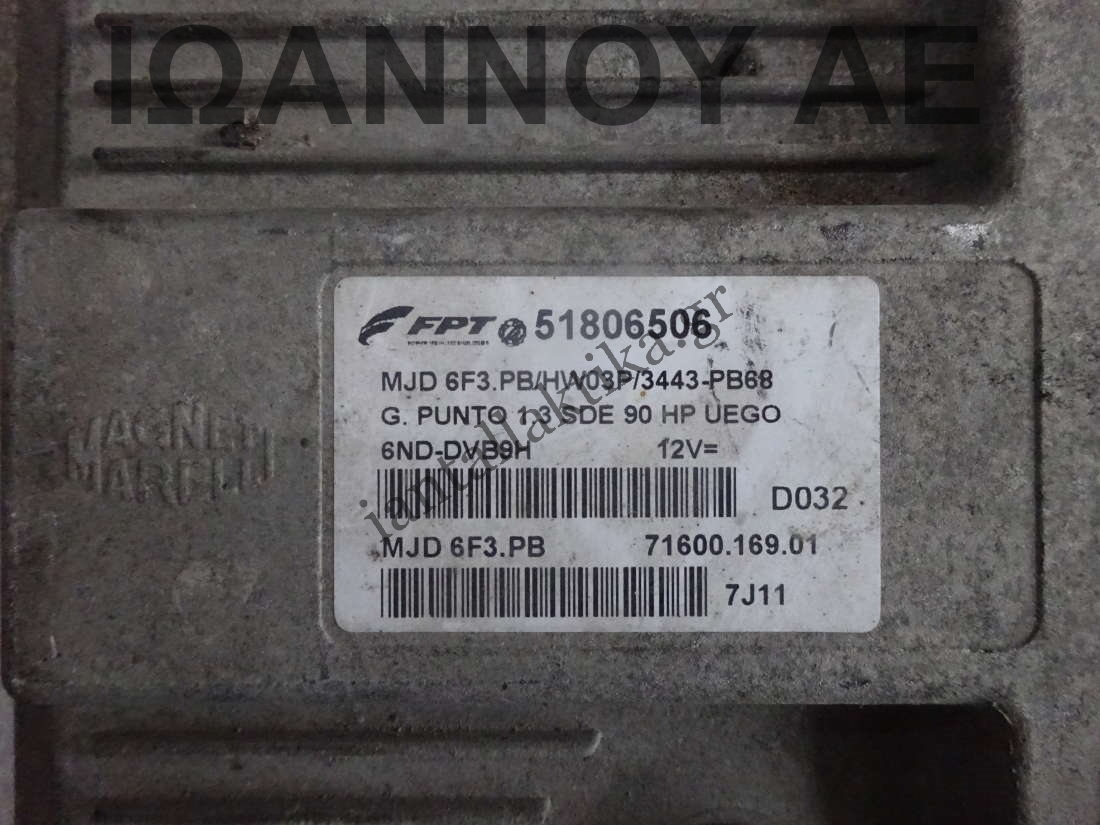 ΙΩΑΝΝΟΥ ΑΕ
FPT 51806506
MJD 6F3.PB/HW03P/3443-PB68
G. PUNTO 1.3 SDE 90 HP UEGO
6ND-DVB9H 12V=
D032
MJD 6F3.PB 71600.169.01
7J11
MAGNETI
MARELLI
iantallaktika.gr